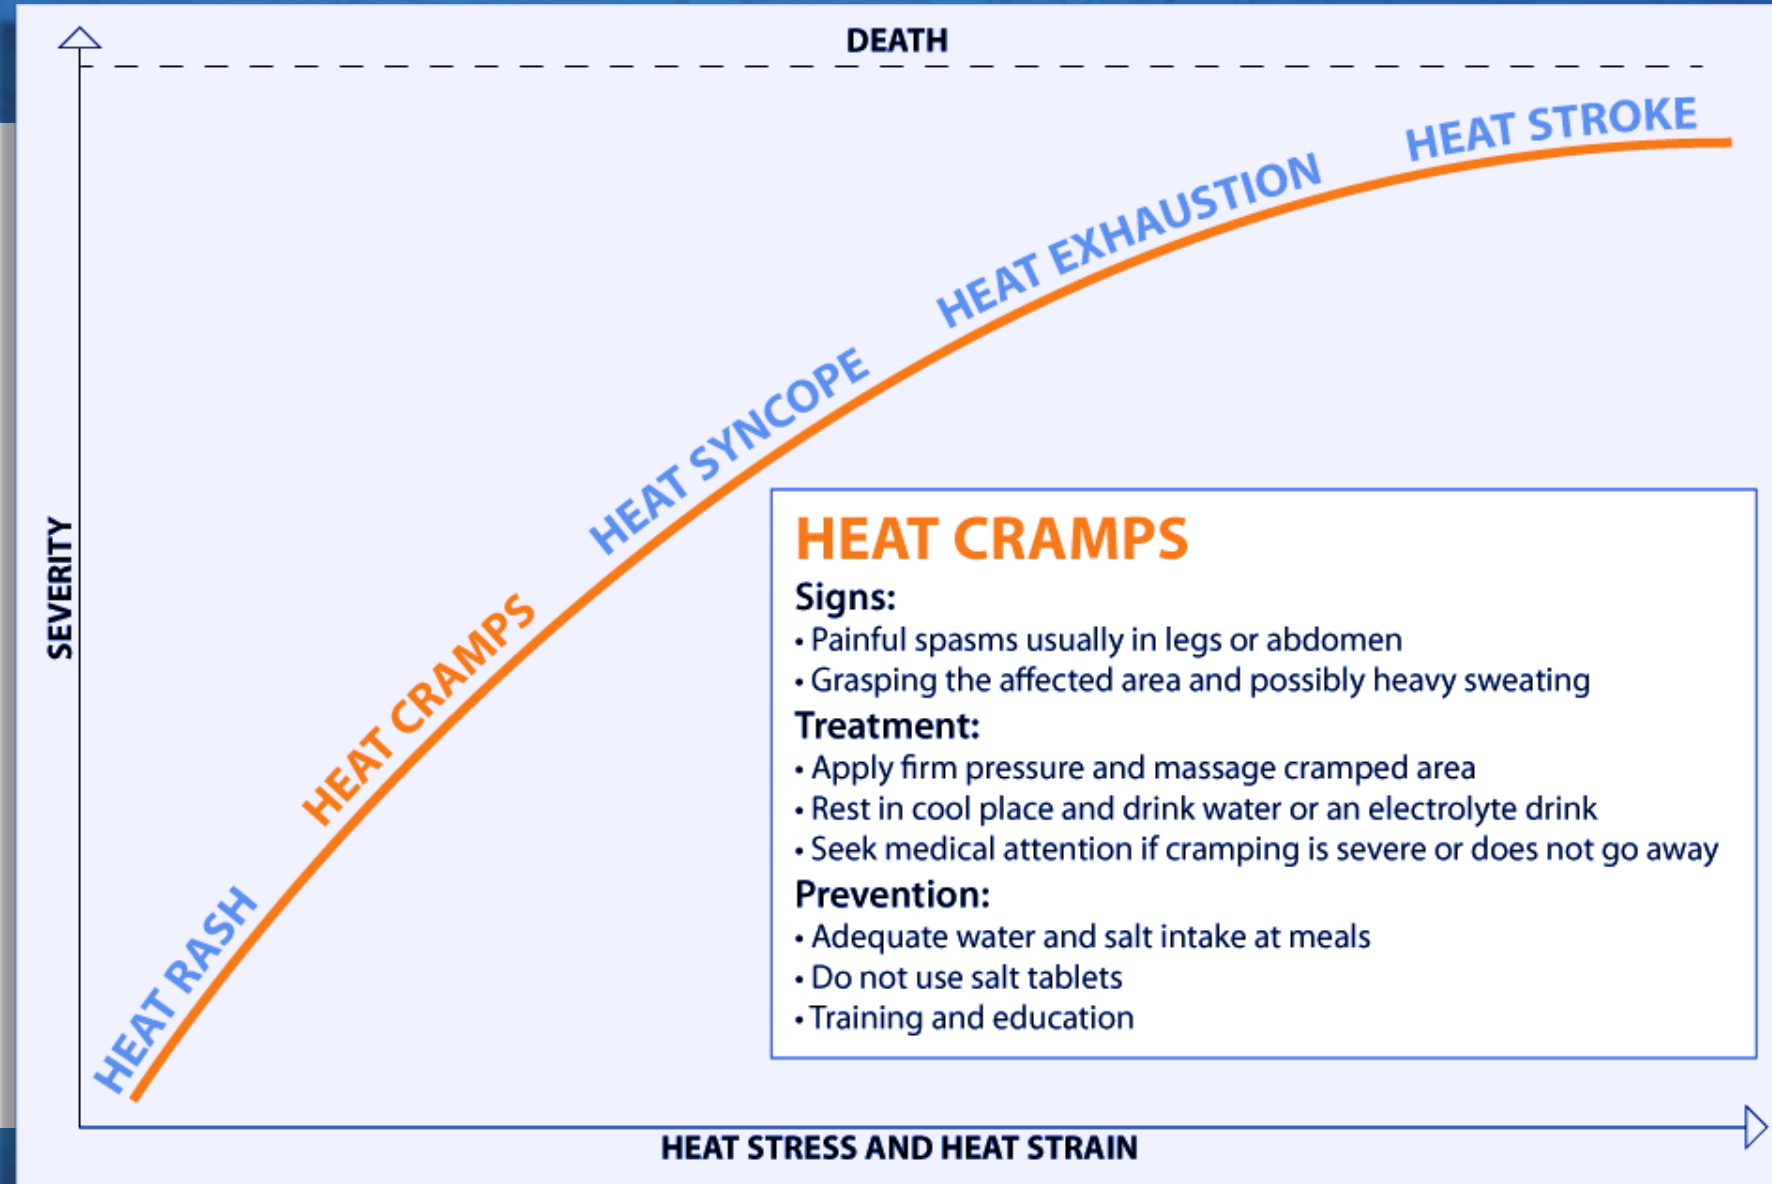 DEATH
HEAT STROKE
HEAT EXHAUSTION
HEAT SYNCOPE
HEAT CRAMPS
HEAT RASH
SEVERITY
HEAT CRAMPS
Signs:
• Painful spasms usually in legs or abdomen
• Grasping the affected area and possibly heavy sweating
Treatment:
• Apply firm pressure and massage cramped area
• Rest in cool place and drink water or an electrolyte drink
• Seek medical attention if cramping is severe or does not go away
Prevention:
• Adequate water and salt intake at meals
• Do not use salt tablets
• Training and education
HEAT STRESS AND HEAT STRAIN